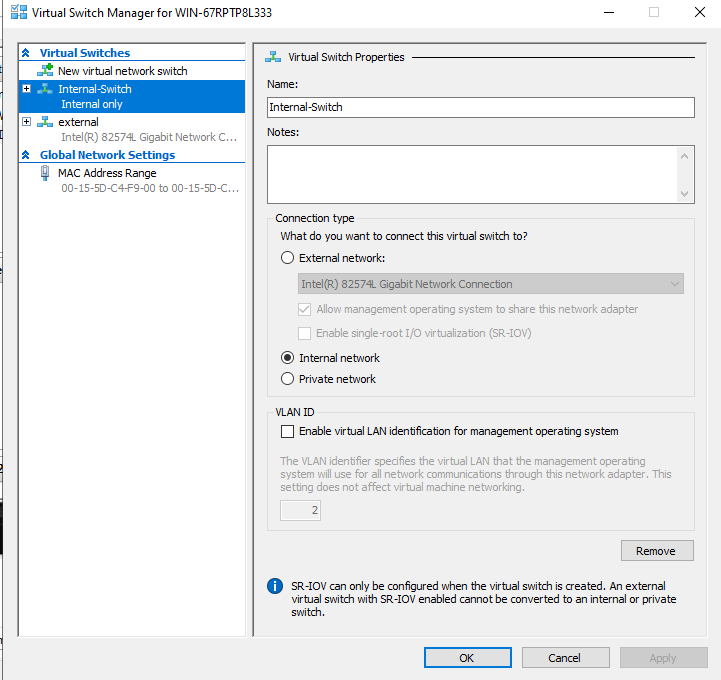 Virtual Switch Manager for WIN-67RPTP8L333
Virtual Switches
New virtual network switch
Internal-Switch
Internal only
external
Intel(R) 82574L Gigabit Network C...
Global Network Settings
MAC Address Range
00-15-5D-C4-F9-00 to 00-15-5D-C...
Virtual Switch Properties
Name:
Internal-Switch
Notes:
Connection type
What do you want to connect this virtual switch to?
External network:
Intel(R) 82574L Gigabit Network Connection
Allow management operating system to share this network adapter
Enable single-root I/O virtualization (SR-IOV)
Internal network
Private network
VLAN ID
Enable virtual LAN identification for management operating system
The VLAN identifier specifies the virtual LAN that the management operating
system will use for all network communications through this network adapter. This
setting does not affect virtual machine networking.
2
Remove
SR-IOV can only be configured when the virtual switch is created. An external
virtual switch with SR-IOV enabled cannot be converted to an internal or private
switch.
OK
Cancel
Apply